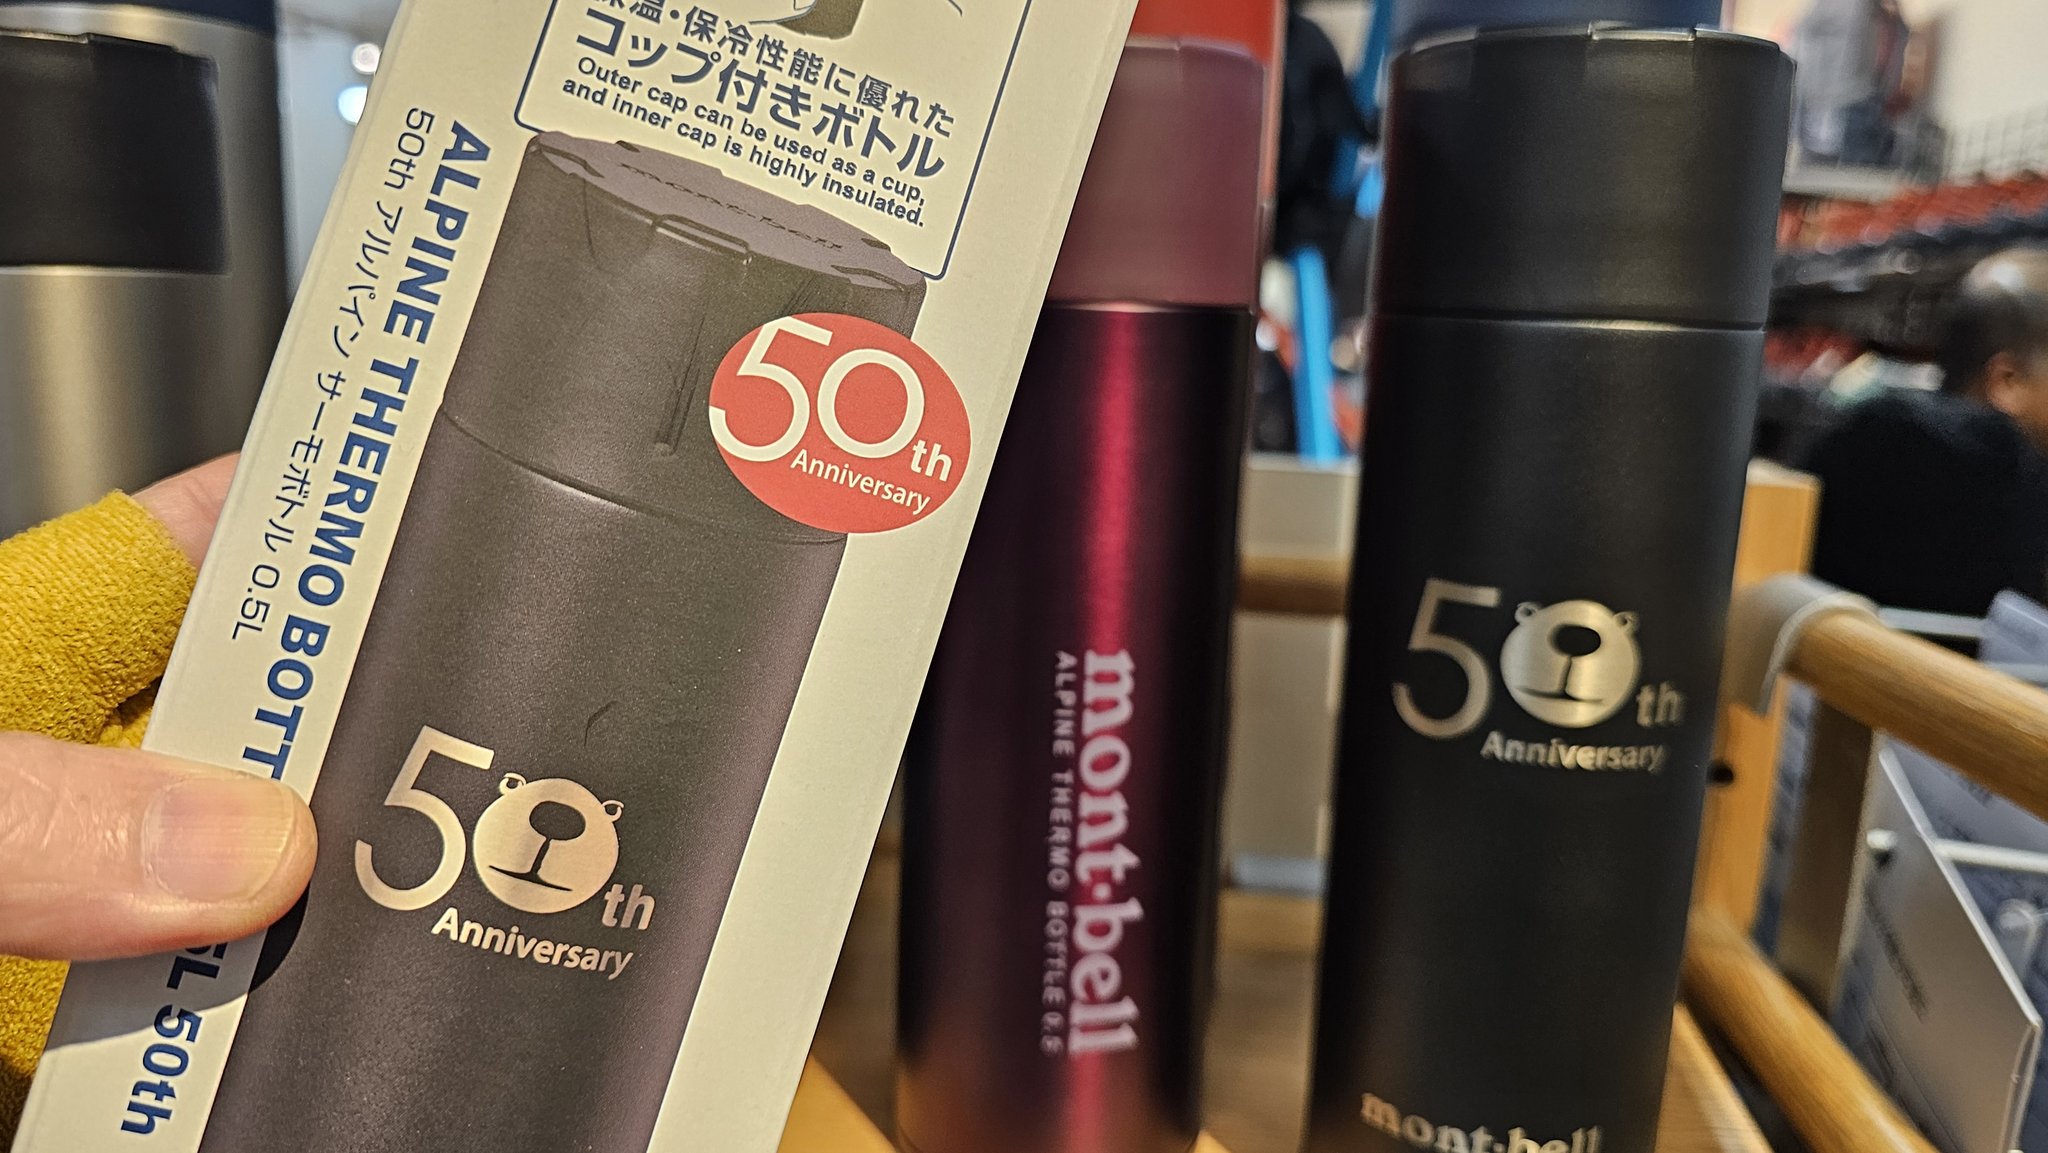 保温・保冷性能に優れた
コップ付きボトル
Outer cap can be used as a cup,
and inner cap is highly insulated.
mont-bell
50th
Anniversary
ALPINE THERMO BOTT
5L 50th
50th アルパイン サーモボトル 0.5L
50th
Anniversary
mont-bell
ALPINE THERMO BOTTLE 0.5
50th
Anniversary
mont-bell